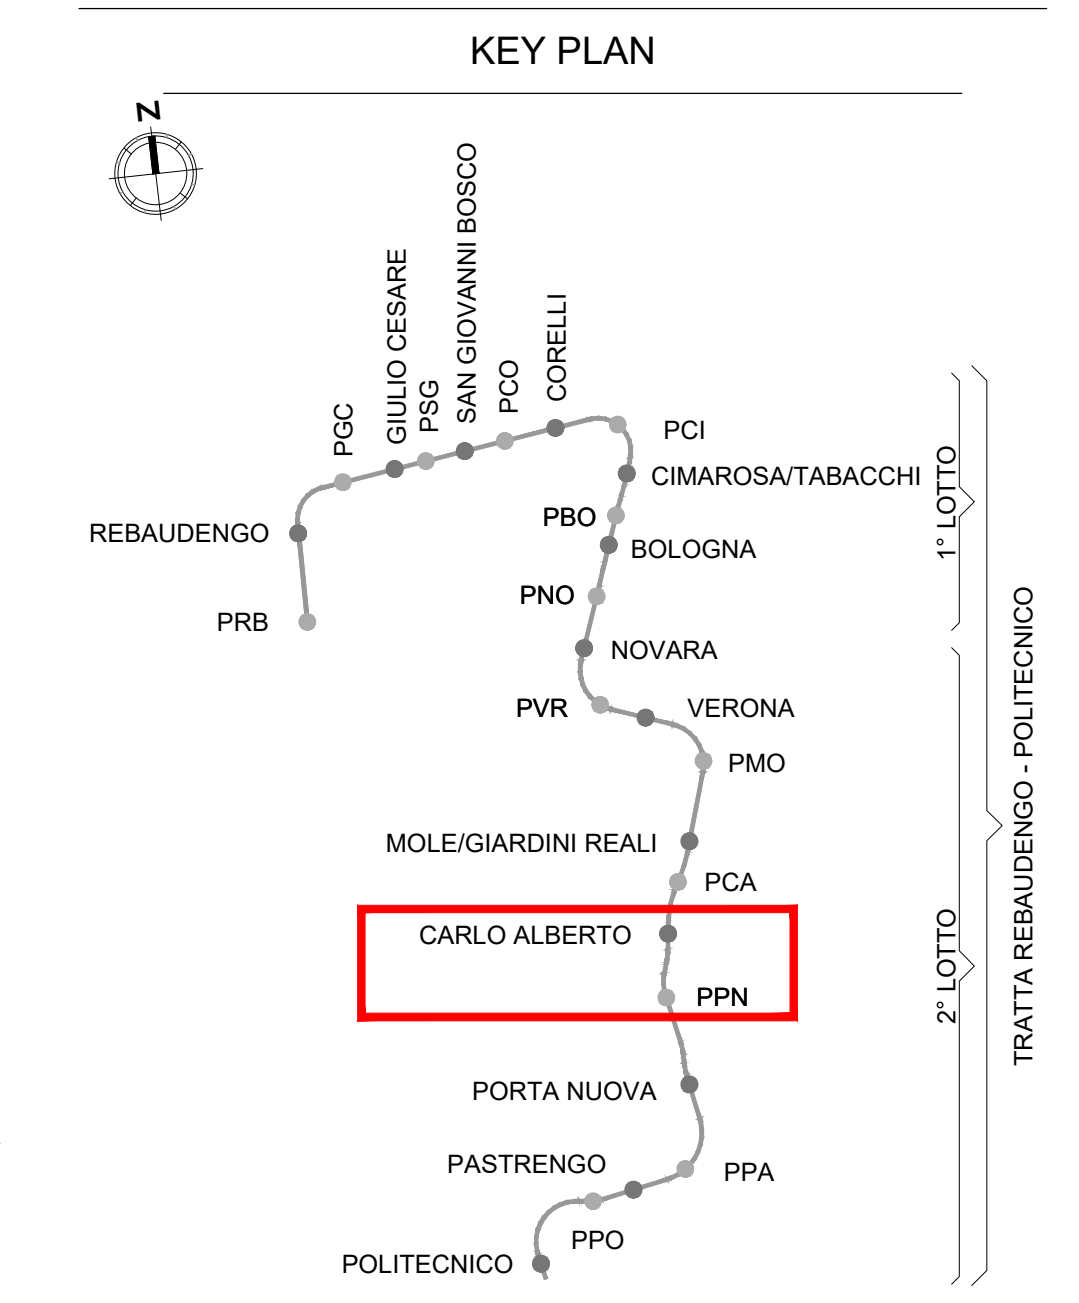 KEY PLAN
N
PGC
GIULIO CESARE
PSG
SAN GIOVANNI BOSCO
PCO
CORELLI
PCI
CIMAROSA/TABACCHI
PBO
REBAUDENGO
BOLOGNA
PNO
PRB
NOVARA
PVR
VERONA
PMO
MOLE/GIARDINI REALI
PCA
CARLO ALBERTO
PPN
PORTA NUOVA
PASTRENGO
PPA
PPO
POLITECNICO
1° LOTTO
2° LOTTO
TRATTA REBAUDENGO - POLITECNICO